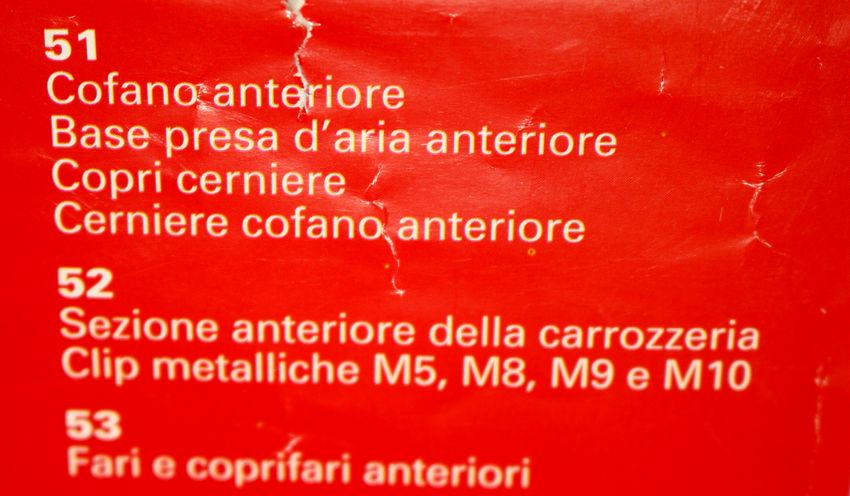 51
Cofano anteriore
Base presa d'aria anteriore
Copri cerniere
Cerniere cofano anteriore
52
Sezione anteriore della carrozzeria
Clip metalliche M5, M8, M9 e M10
53
Fari e coprifari anteriori